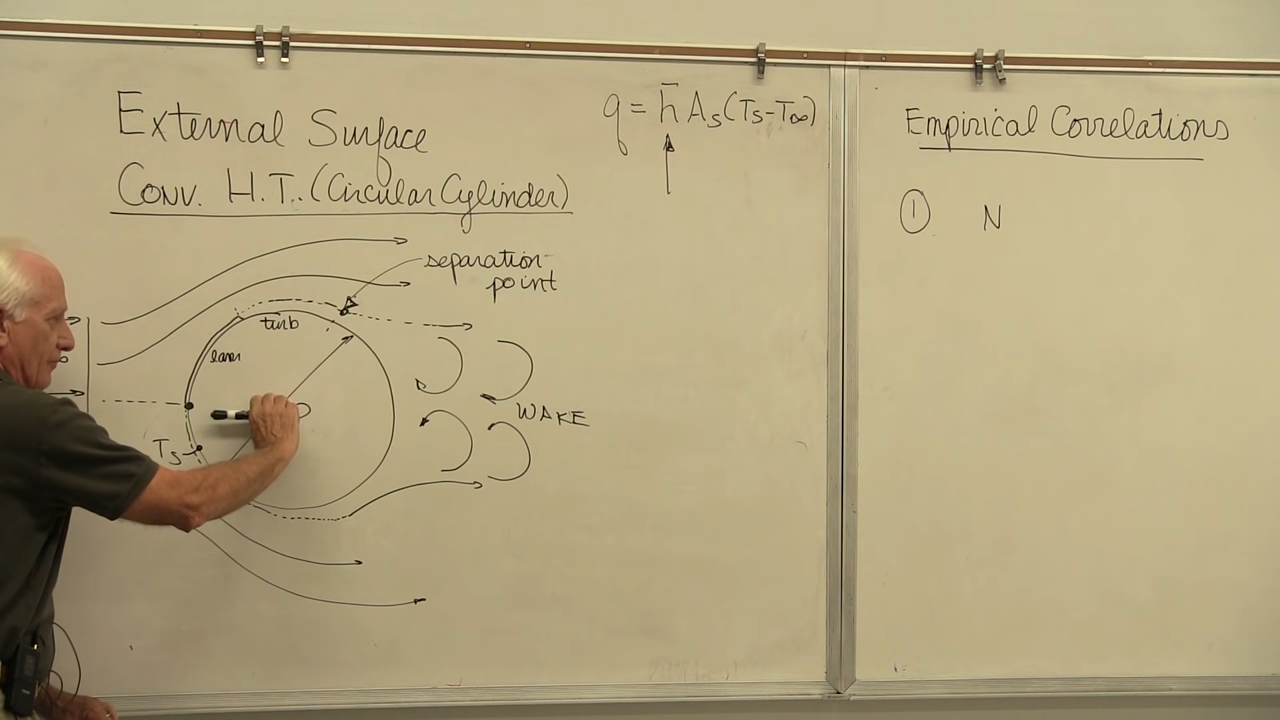 External Surface
Conv. H.T. (Circular Cylinder)
q = h̄ As (Ts-T∞)
Empirical Correlations
① N
separation
point
turb
lam
WAKE
Ts